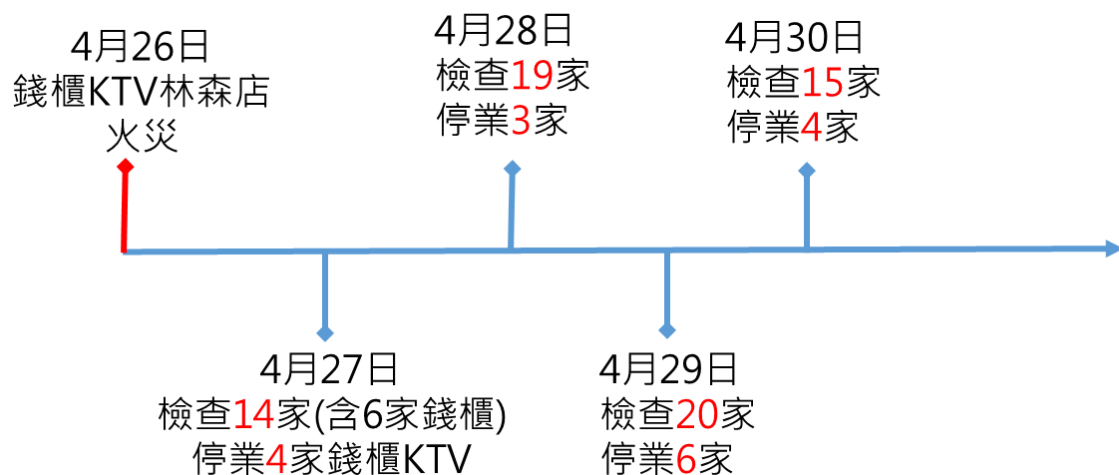 4月26日
錢櫃KTV林森店
火災
4月27日
檢查14家(含6家錢櫃)
停業4家錢櫃KTV
4月28日
檢查19家
停業3家
4月29日
檢查20家
停業6家
4月30日
檢查15家
停業4家